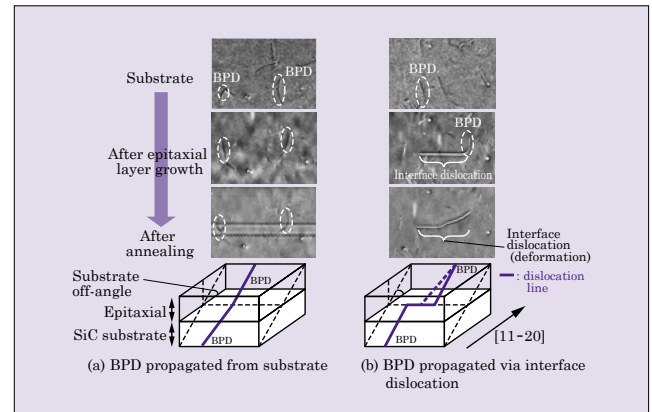 Substrate
BPD
BPD
After epitaxial
layer growth
After
annealing
Substrate
off-angle
Epitaxial
SiC substrate
BPD
BPD
(a) BPD propagated from substrate
BPD
BPD
Interface dislocation
Interface
dislocation
(deformation)
BPD
: dislocation
line
BPD
[11-20]
(b) BPD propagated via interface
dislocation